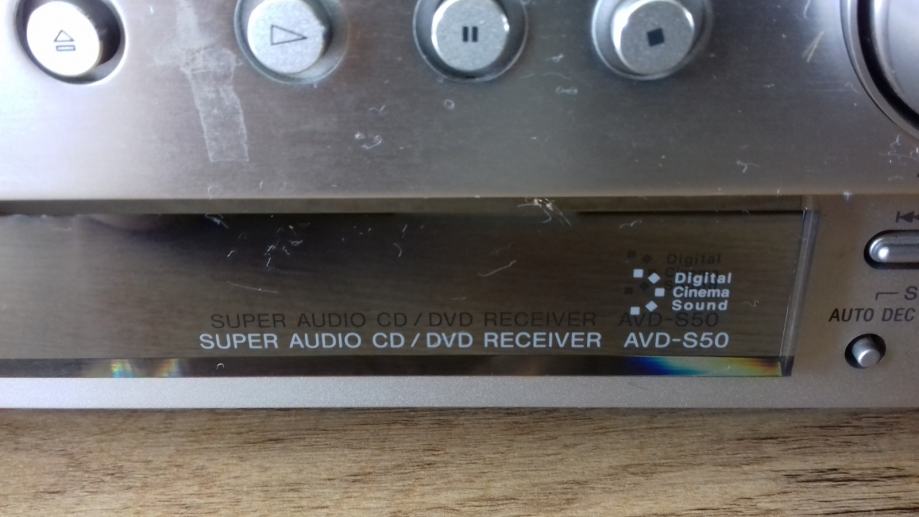 Digital
Cinema
Sound
SUPER AUDIO CD / DVD RECEIVER AVD-S50
AUTO DEC